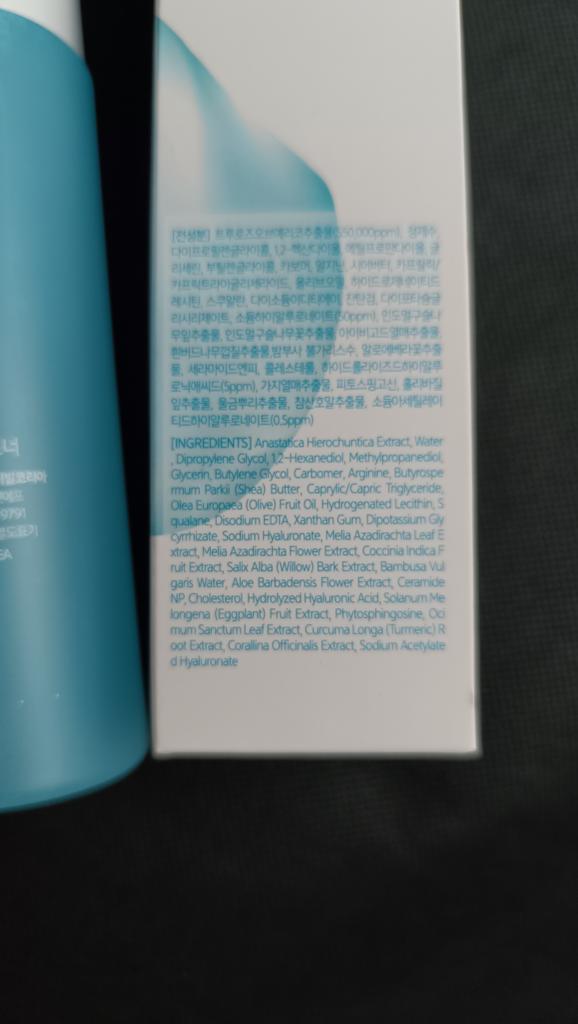 너
필코리아
9791
별도표기
SA
[전성분] 트루로즈오브예리코추출물(550,000ppm), 정제수,
다이프로필렌글라이콜, 1,2-헥산다이올, 메틸프로판다이올, 글
리세린, 부틸렌글라이콜, 카보머, 알지닌, 시어버터, 카프릴릭/
카프릭트라이글리세라이드, 올리브오일, 하이드로제네이티드
레시틴, 스쿠알란, 다이소듐이디티에이, 잔탄검, 다이포타슘글
리시리제이트, 소듐하이알루로네이트(50ppm), 인도멀구슬나
무잎추출물, 인도멀구슬나무꽃추출물, 아이비고드열매추출물,
흰버드나무껍질추출물, 밤부사 불가리스수, 알로에베라꽃추출
물, 세라마이드엔피, 콜레스테롤, 하이드롤라이즈드하이알루
로닉애씨드(5ppm), 가지열매추출물, 피토스핑고신, 홀리바질
잎추출물, 울금뿌리추출물, 참산호말추출물, 소듐아세틸레이
티드하이알루로네이트(0.5ppm)
[INGREDIENTS] Anastatica Hierochuntica Extract, Water
, Dipropylene Glycol, 1,2-Hexanediol, Methylpropanediol,
Glycerin, Butylene Glycol, Carbomer, Arginine, Butyrospe
rmum Parkii (Shea) Butter, Caprylic/Capric Triglyceride,
Olea Europaea (Olive) Fruit Oil, Hydrogenated Lecithin, S
qualane, Disodium EDTA, Xanthan Gum, Dipotassium Gly
cyrrhizate, Sodium Hyaluronate, Melia Azadirachta Leaf E
xtract, Melia Azadirachta Flower Extract, Coccinia Indica F
ruit Extract, Salix Alba (Willow) Bark Extract, Bambusa Vul
garis Water, Aloe Barbadensis Flower Extract, Ceramide
NP, Cholesterol, Hydrolyzed Hyaluronic Acid, Solanum Me
longena (Eggplant) Fruit Extract, Phytosphingosine, Oci
mum Sanctum Leaf Extract, Curcuma Longa (Turmeric) R
oot Extract, Corallina Officinalis Extract, Sodium Acetylate
d Hyaluronate